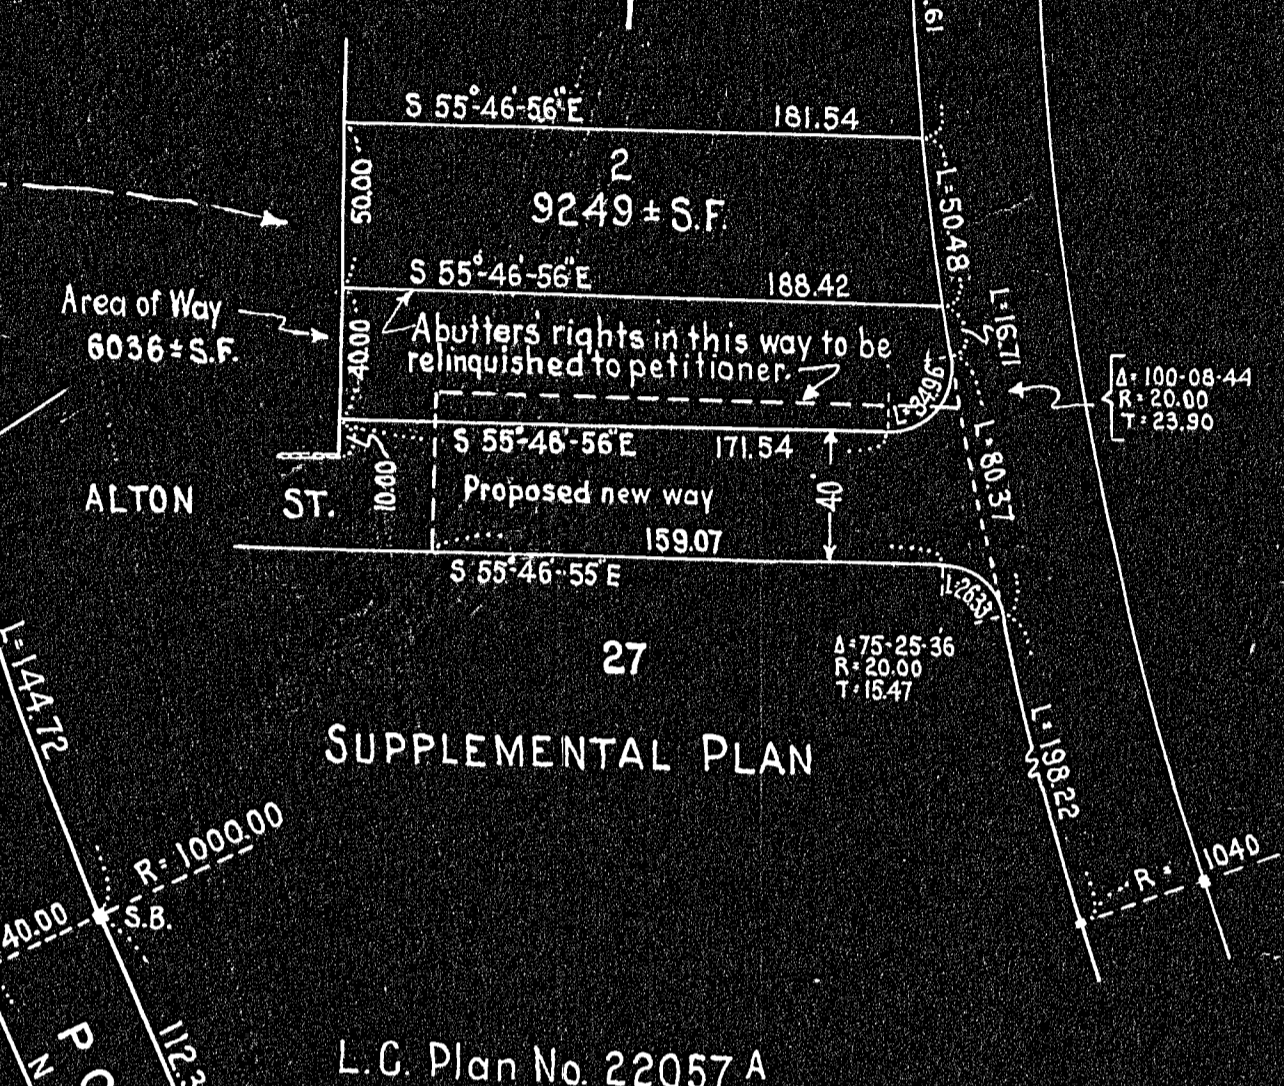 .61
S 55°-46'-56"E 181.54
2
9249 ± S.F.
50.00
L=50.48
S 55°-46'-56"E 188.42
Area of Way
6036 ± S.F.
40.00
Abutters' rights in this way to be
relinquished to petitioner.
L=16.71
L=34.96
Δ=100-08-44
R=20.00
T=23.90
S 55°-46'-56"E 171.54
10.00
L=80.37
ALTON ST.
Proposed new way
40'
159.07
S 55°-46'-55"E
L=26.33
27
Δ=75-25-36
R=20.00
T=15.47
L=144.72
SUPPLEMENTAL PLAN
L=198.22
R=1000.00
R= 1040
40.00
S.B.
112.3
L.C. Plan No. 22057 A